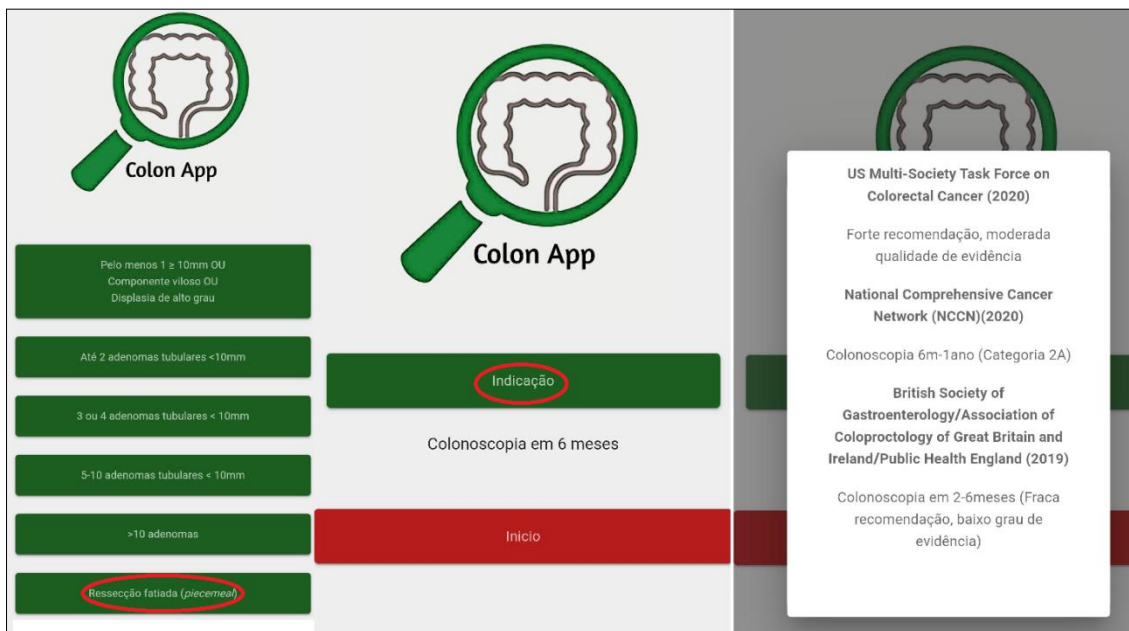 Colon App
Pelo menos 1 ≥ 10mm OU
Componente viloso OU
Displasia de alto grau
Até 2 adenomas tubulares <10mm
3 ou 4 adenomas tubulares < 10mm
5-10 adenomas tubulares < 10mm
>10 adenomas
Ressecção fatiada (piecemeal)
Colon App
Indicação
Colonoscopia em 6 meses
Inicio
US Multi-Society Task Force on
Colorectal Cancer (2020)
Forte recomendação, moderada
qualidade de evidência
National Comprehensive Cancer
Network (NCCN)(2020)
Colonoscopia 6m-1ano (Categoria 2A)
British Society of
Gastroenterology/Association of
Coloproctology of Great Britain and
Ireland/Public Health England (2019)
Colonoscopia em 2-6meses (Fraca
recomendação, baixo grau de
evidência)